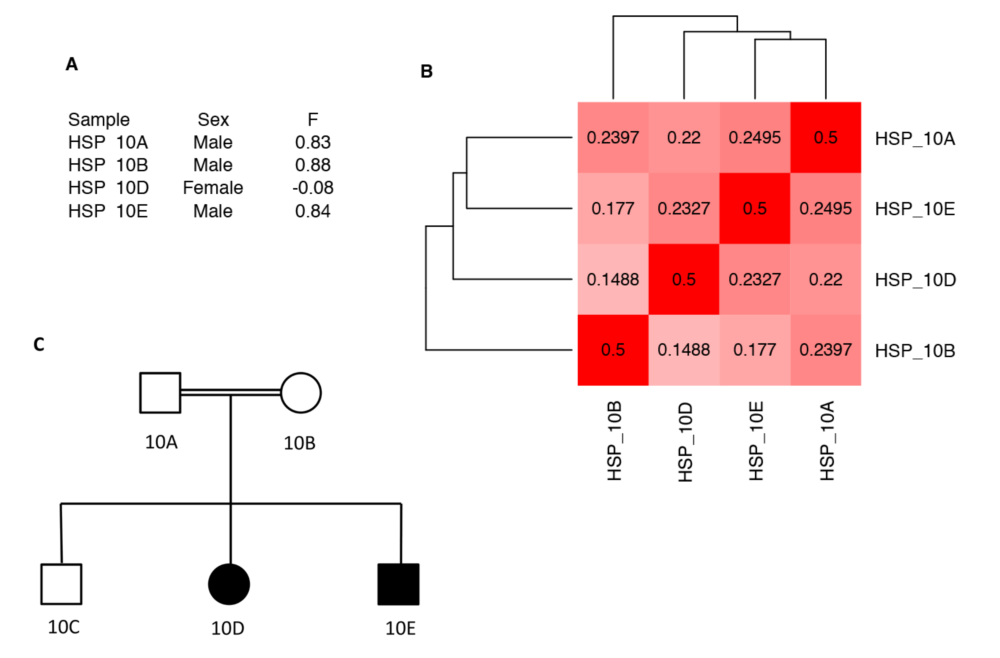 A
Sample Sex F
HSP 10A Male 0.83
HSP 10B Male 0.88
HSP 10D Female -0.08
HSP 10E Male 0.84
B
0.2397 0.22 0.2495 0.5 HSP_10A
0.177 0.2327 0.5 0.2495 HSP_10E
0.1488 0.5 0.2327 0.22 HSP_10D
0.5 0.1488 0.177 0.2397 HSP_10B
HSP_10B HSP_10D HSP_10E HSP_10A
C
10A 10B
10C 10D 10E